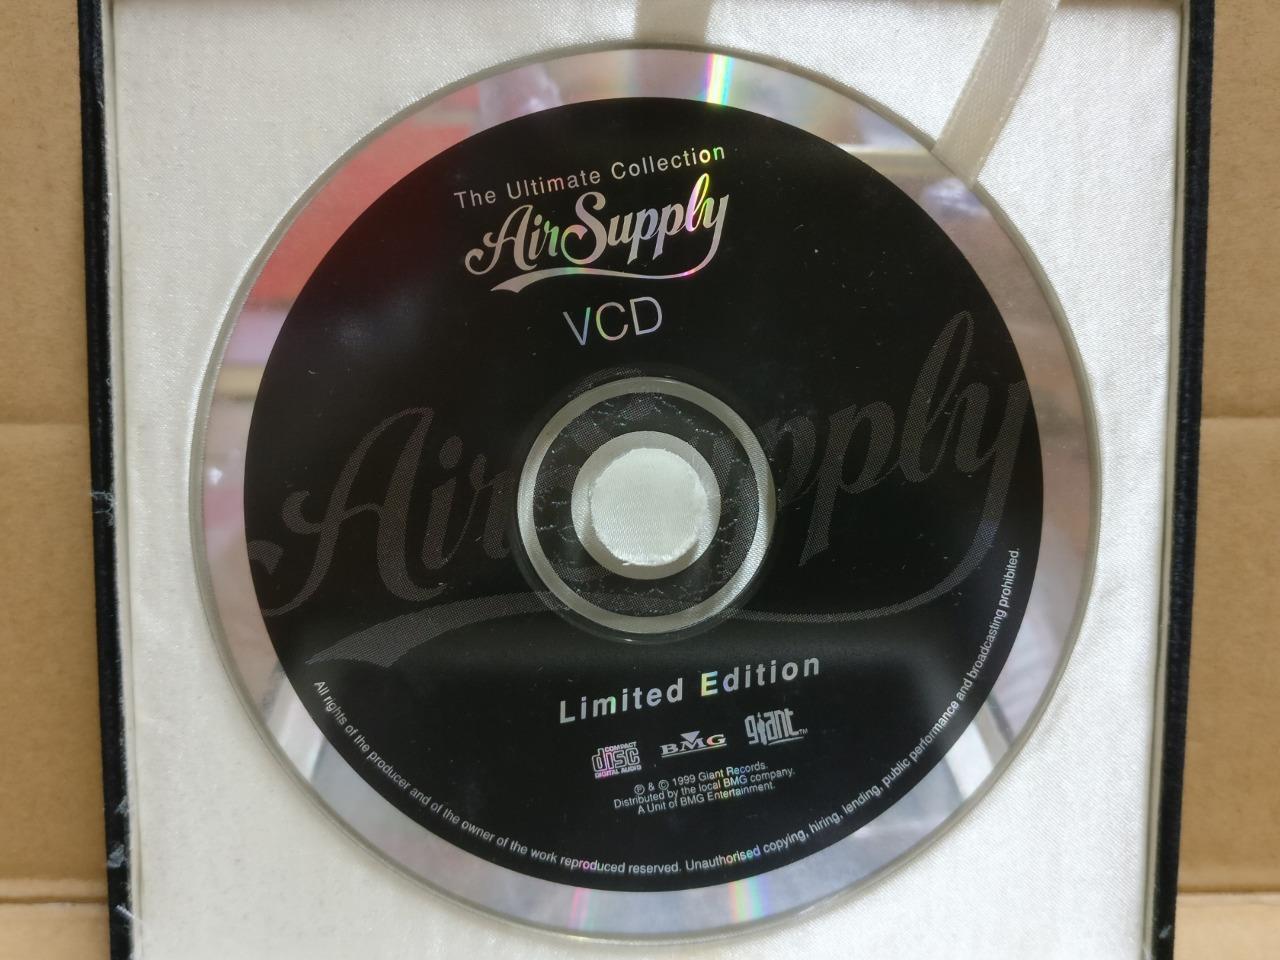 The Ultimate Collection
Air Supply
VCD
Air Supply
Limited Edition
COMPACT
disc
DIGITAL AUDIO
BMG
giant™
℗ & © 1999 Giant Records.
Distributed by the local BMG company.
A Unit of BMG Entertainment.
All rights of the producer and of the owner of the work reproduced reserved. Unauthorised copying, hiring, lending, public performance and broadcasting prohibited.